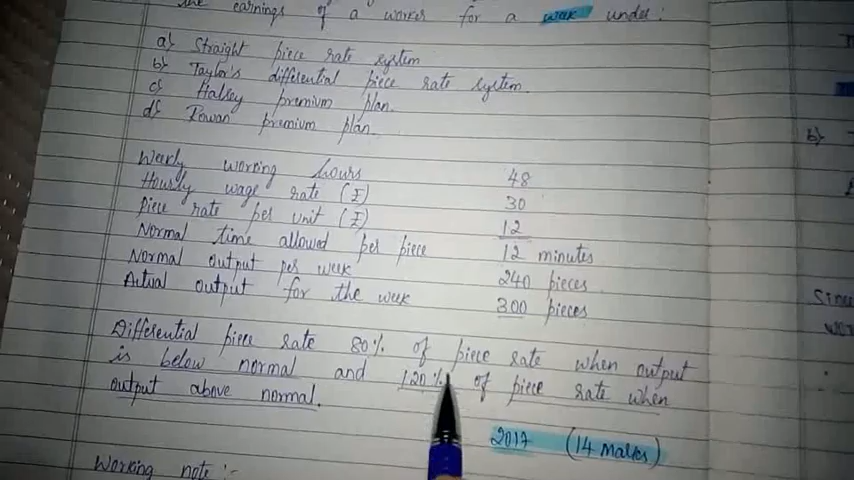 the earnings of a worker for a week under:
a) Straight piece rate system
b) Taylor's differential piece rate system.
c) Halsey premium plan.
d) Rowan premium plan.
Weekly working hours 48
Hourly wage rate (₹) 30
Piece rate per unit (₹) 12
Normal time allowed per piece 12 minutes
Normal output per week 240 pieces
Actual output for the week 300 pieces
Differential piece rate 80% of piece rate when output
is below normal and 120% of piece rate when
output above normal.
2017 (14 Marks)
Working note :-
b)